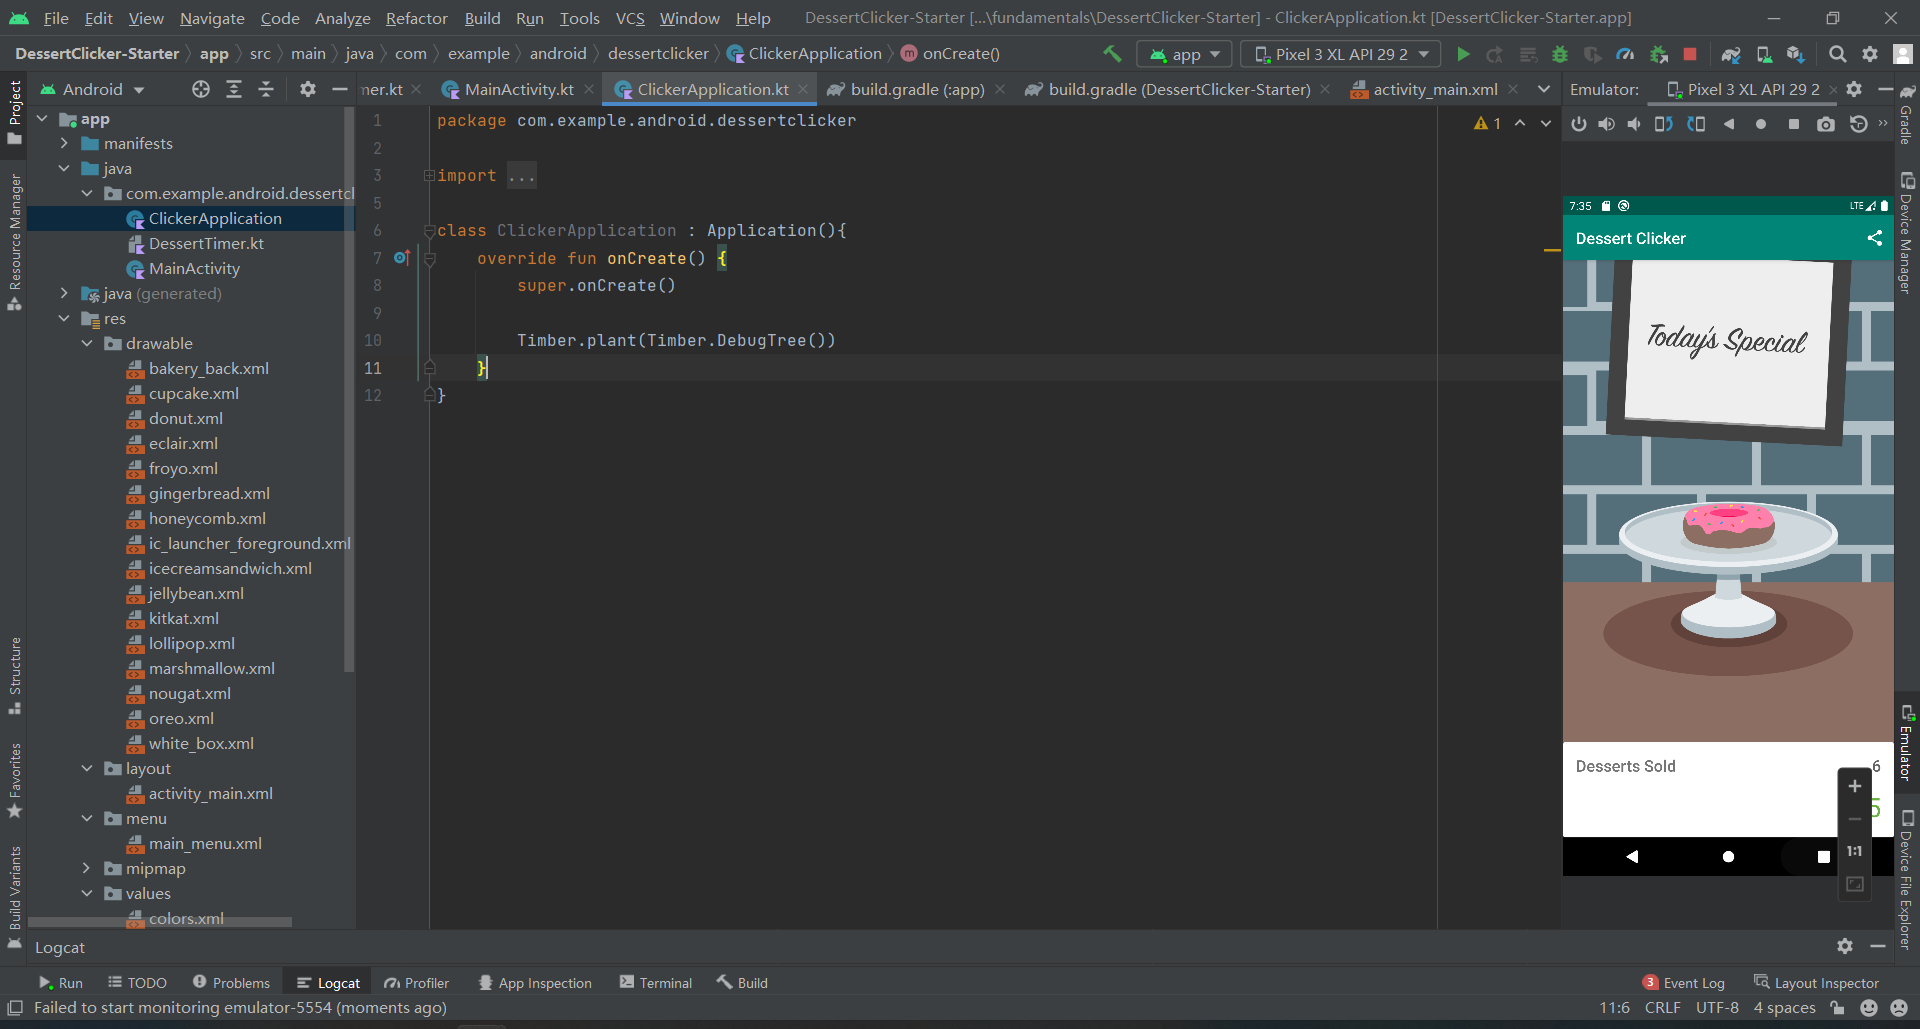 File Edit View Navigate Code Analyze Refactor Build Run Tools VCS Window Help DessertClicker-Starter [...\fundamentals\DessertClicker-Starter] - ClickerApplication.kt [DessertClicker-Starter.app]
DessertClicker-Starter app src main java com example android dessertclicker ClickerApplication onCreate() app Pixel 3 XL API 29 2
Android ner.kt MainActivity.kt ClickerApplication.kt build.gradle (:app) build.gradle (DessertClicker-Starter) activity_main.xml Emulator: Pixel 3 XL API 29 2
Project
Resource Manager
Structure
Favorites
Build Variants
app
manifests
java
com.example.android.dessertcl
ClickerApplication
DessertTimer.kt
MainActivity
java (generated)
res
drawable
bakery_back.xml
cupcake.xml
donut.xml
eclair.xml
froyo.xml
gingerbread.xml
honeycomb.xml
ic_launcher_foreground.xml
icecreamsandwich.xml
jellybean.xml
kitkat.xml
lollipop.xml
marshmallow.xml
nougat.xml
oreo.xml
white_box.xml
layout
activity_main.xml
menu
main_menu.xml
mipmap
values
colors.xml
1 package com.example.android.dessertclicker
2
3 import ...
5
6 class ClickerApplication : Application(){
7 override fun onCreate() {
8 super.onCreate()
9
10 Timber.plant(Timber.DebugTree())
11 }
12 }
1
7:35 LTE
Dessert Clicker
Today's Special
Desserts Sold 6
5
1:1
Gradle
Device Manager
Emulator
Device File Explorer
Logcat
Run TODO Problems Logcat Profiler App Inspection Terminal Build 3 Event Log Layout Inspector
Failed to start monitoring emulator-5554 (moments ago) 11:6 CRLF UTF-8 4 spaces